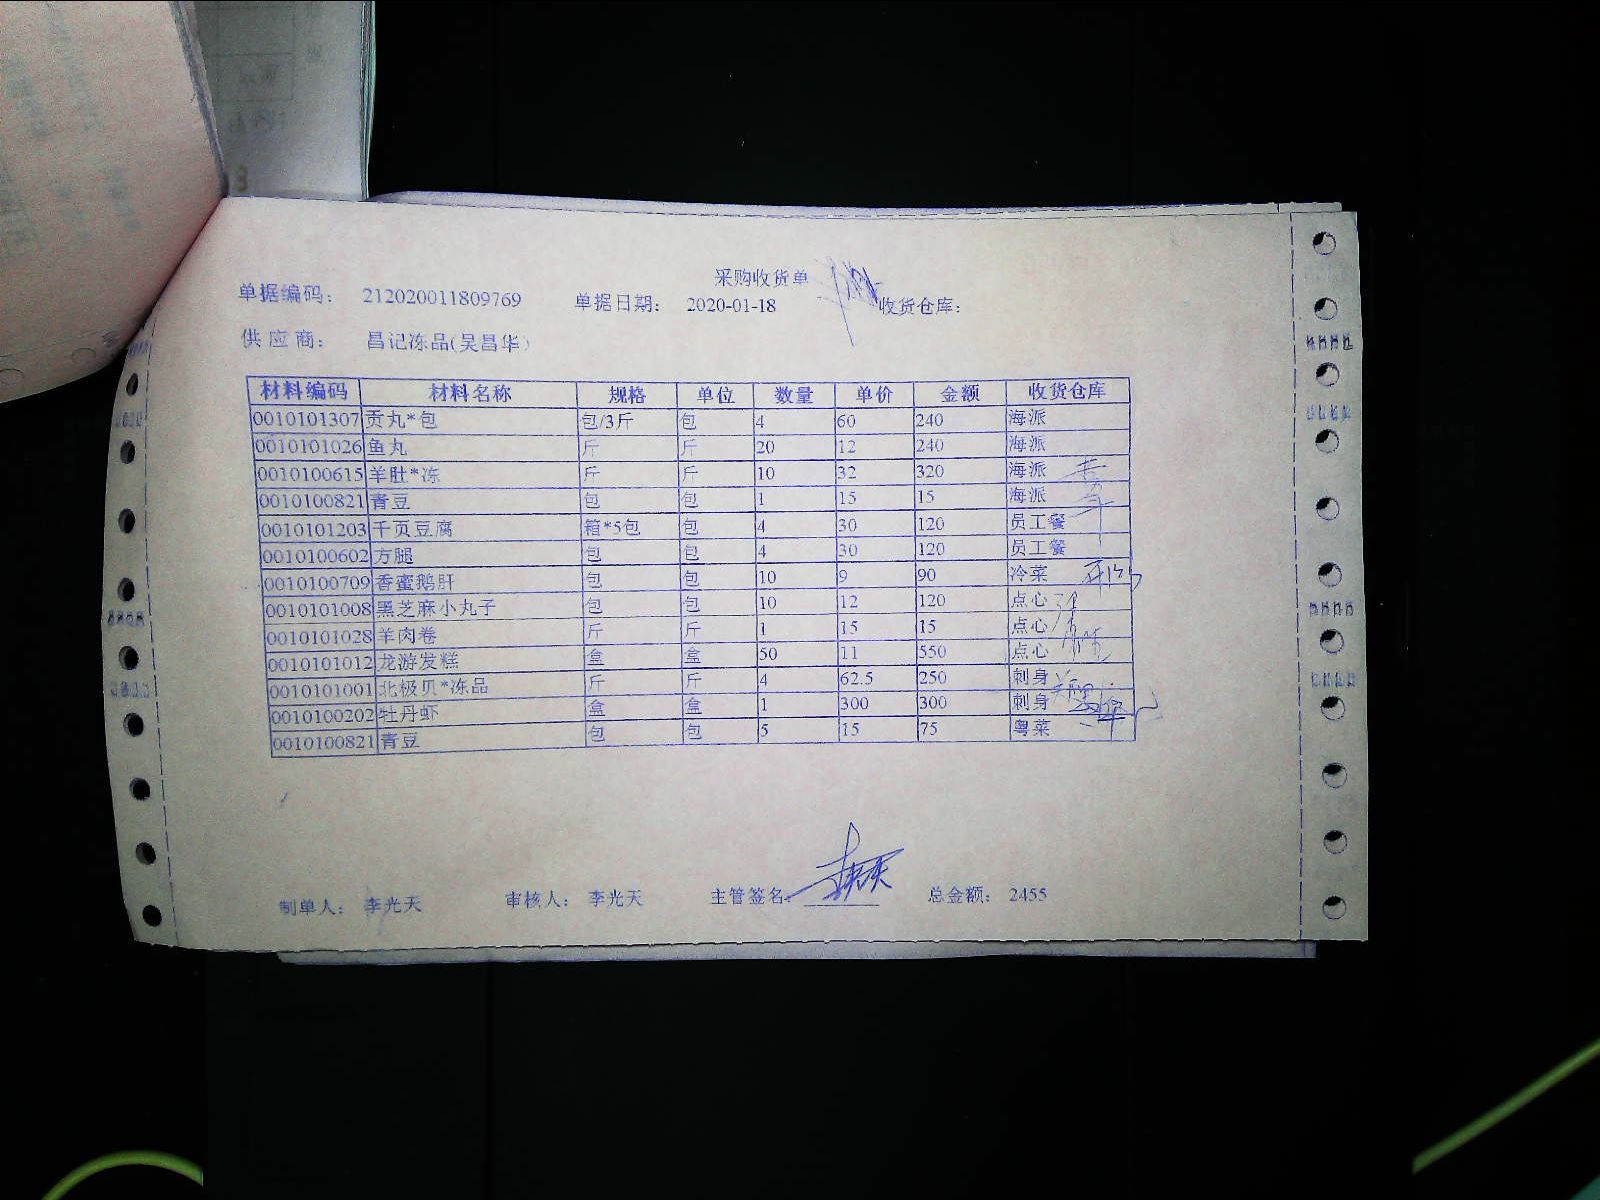 采购收货单
单据编码： 212020011809769 单据日期： 2020-01-18 收货仓库：
供 应 商： 昌记冻品(吴昌华）
材料编码 材料名称 规格 单位 数量 单价 金额 收货仓库
0010101307 贡丸*包 包/3斤 包 4 60 240 海派
0010101026 鱼丸 斤 斤 20 12 240 海派
0010100615 羊肚*冻 斤 斤 10 32 320 海派
0010100821 青豆 包 包 1 15 15 海派
0010101203 千页豆腐 箱*5包 包 4 30 120 员工餐
0010100602 方腿 包 包 4 30 120 员工餐
0010100709 香蜜鹅肝 包 包 10 9 90 冷菜
0010101008 黑芝麻小丸子 包 包 10 12 120 点心
0010101028 羊肉卷 斤 斤 1 15 15 点心
0010101012 龙游发糕 盒 盒 50 11 550 点心
0010101001 北极贝*冻品 斤 斤 4 62.5 250 刺身
0010100202 牡丹虾 盒 盒 1 300 300 刺身
0010100821 青豆 包 包 5 15 75 粤菜
制单人： 李光天 审核人： 李光天 主管签名： 总金额： 2455